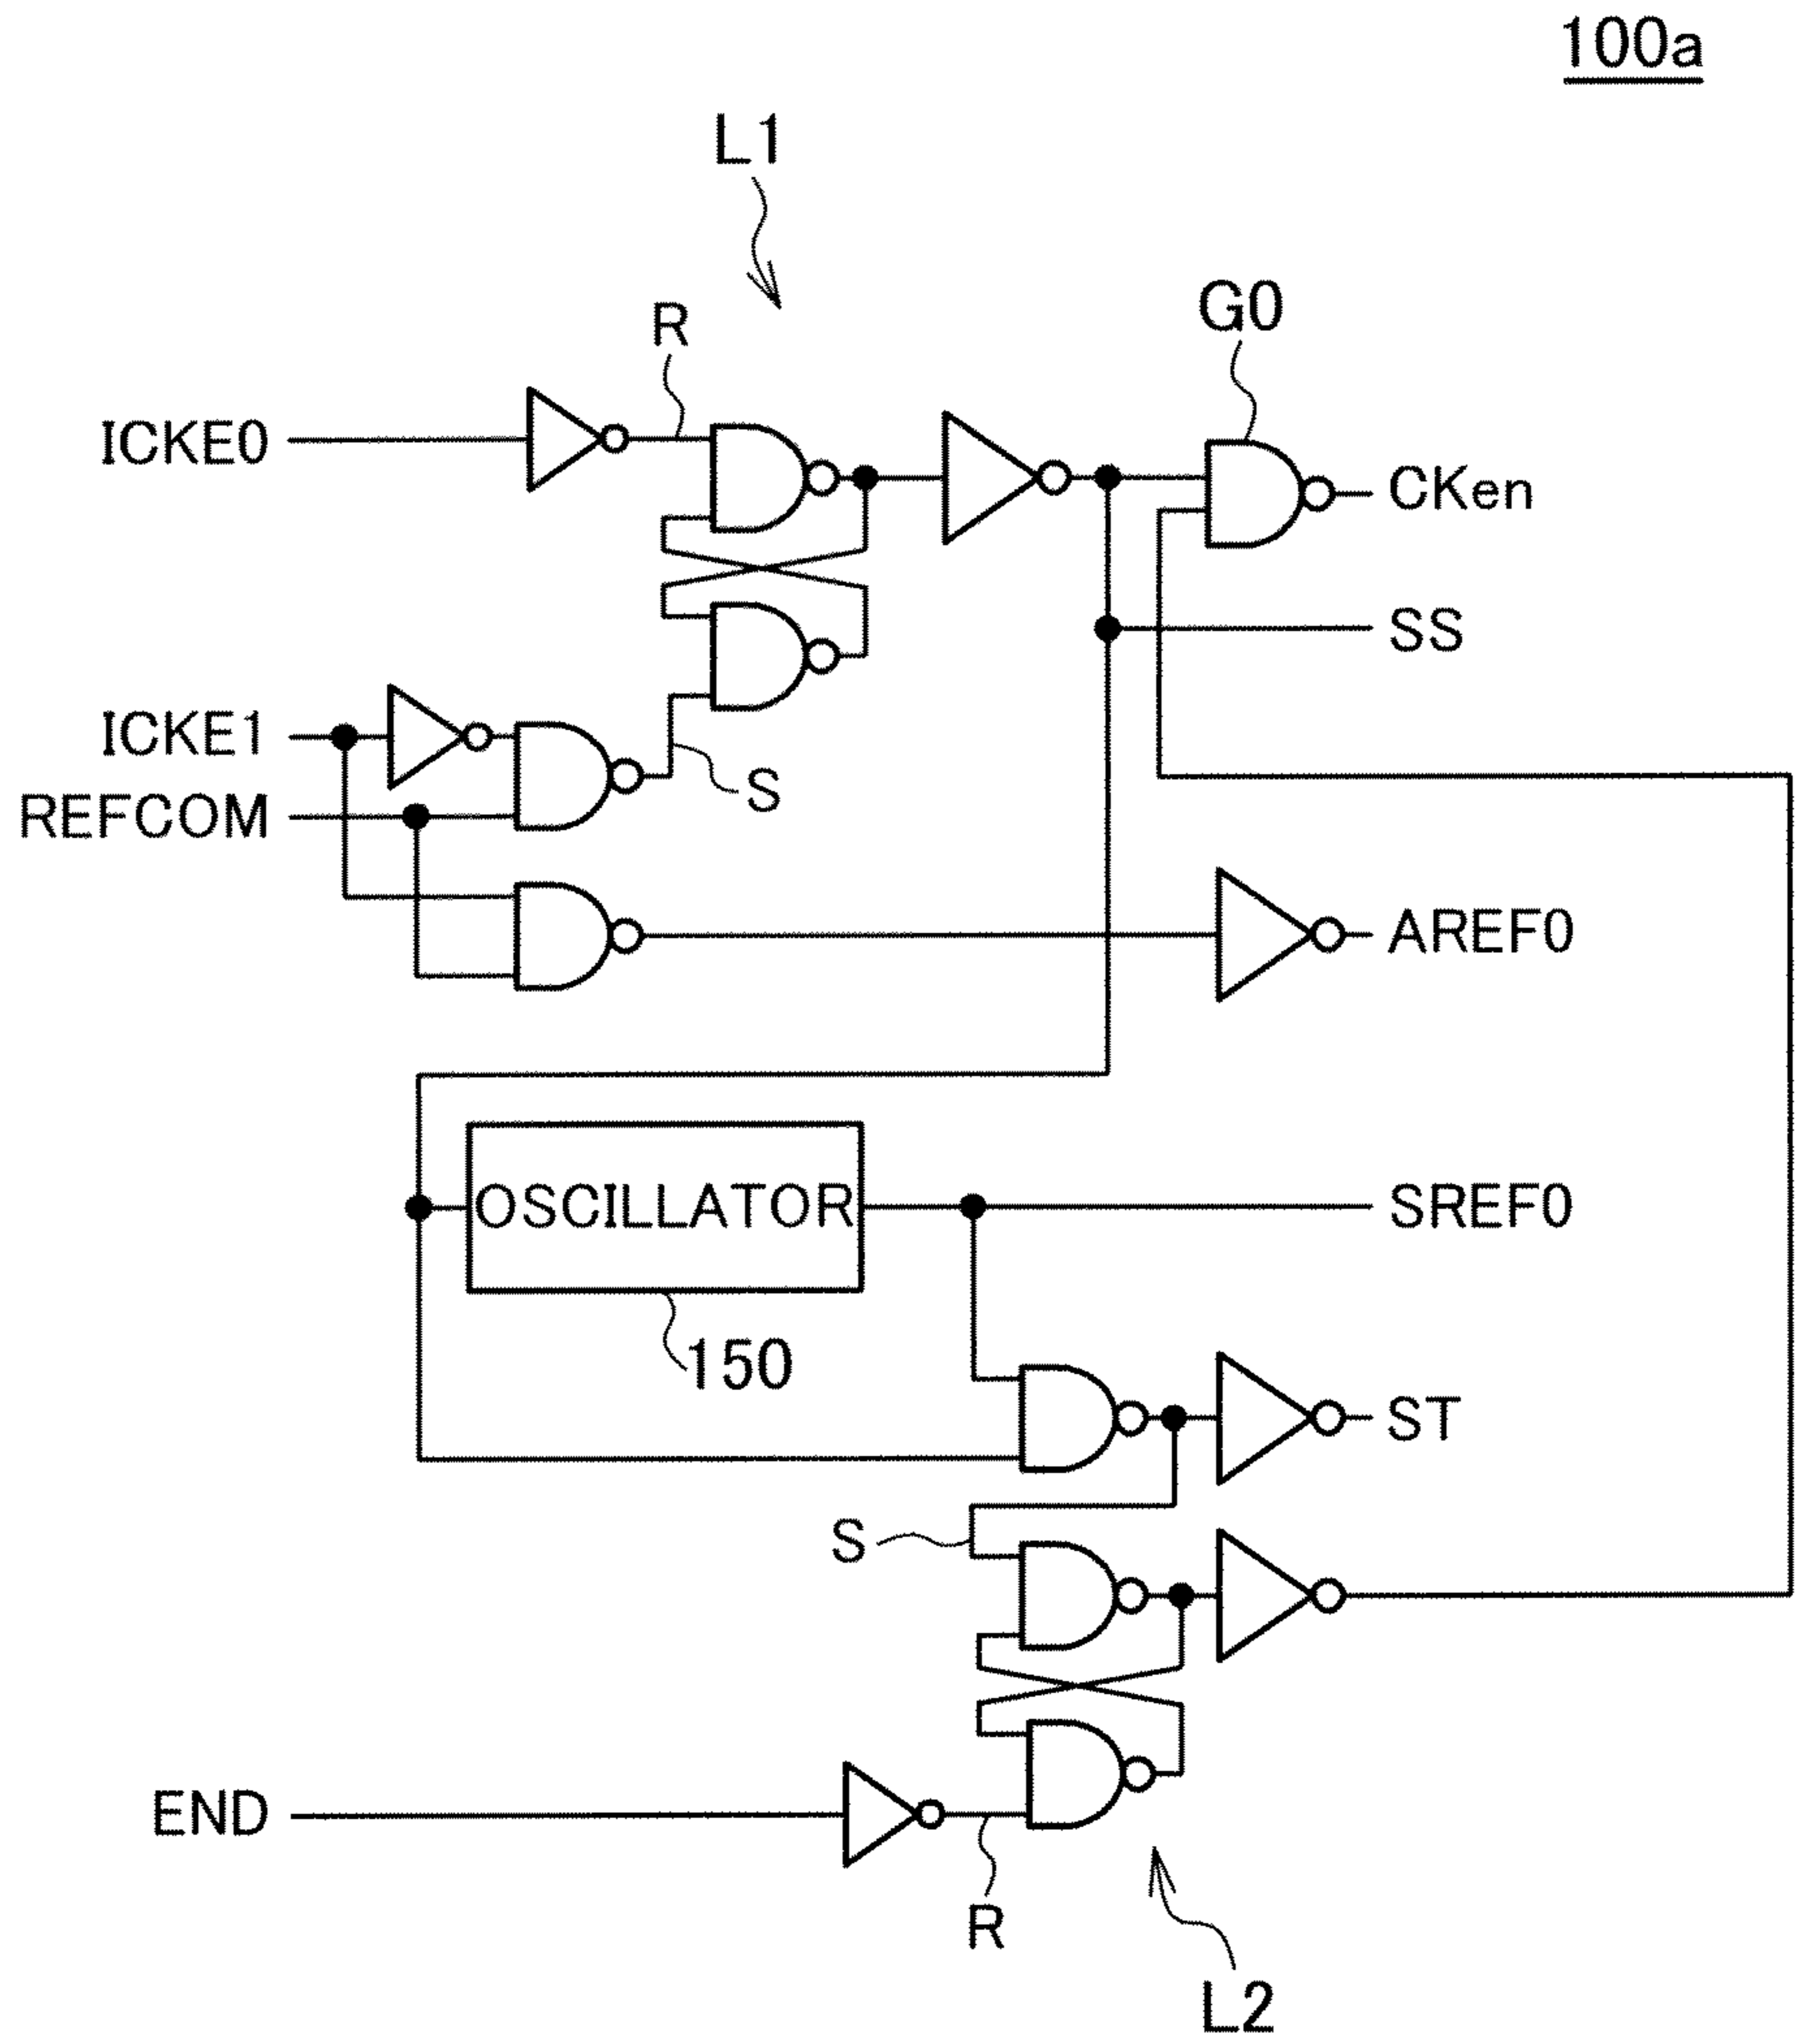 100a
L1
R
G0
ICKE0
CKen
SS
ICKE1
S
REFCOM
AREF0
OSCILLATOR
SREF0
150
ST
S
END
R
L2